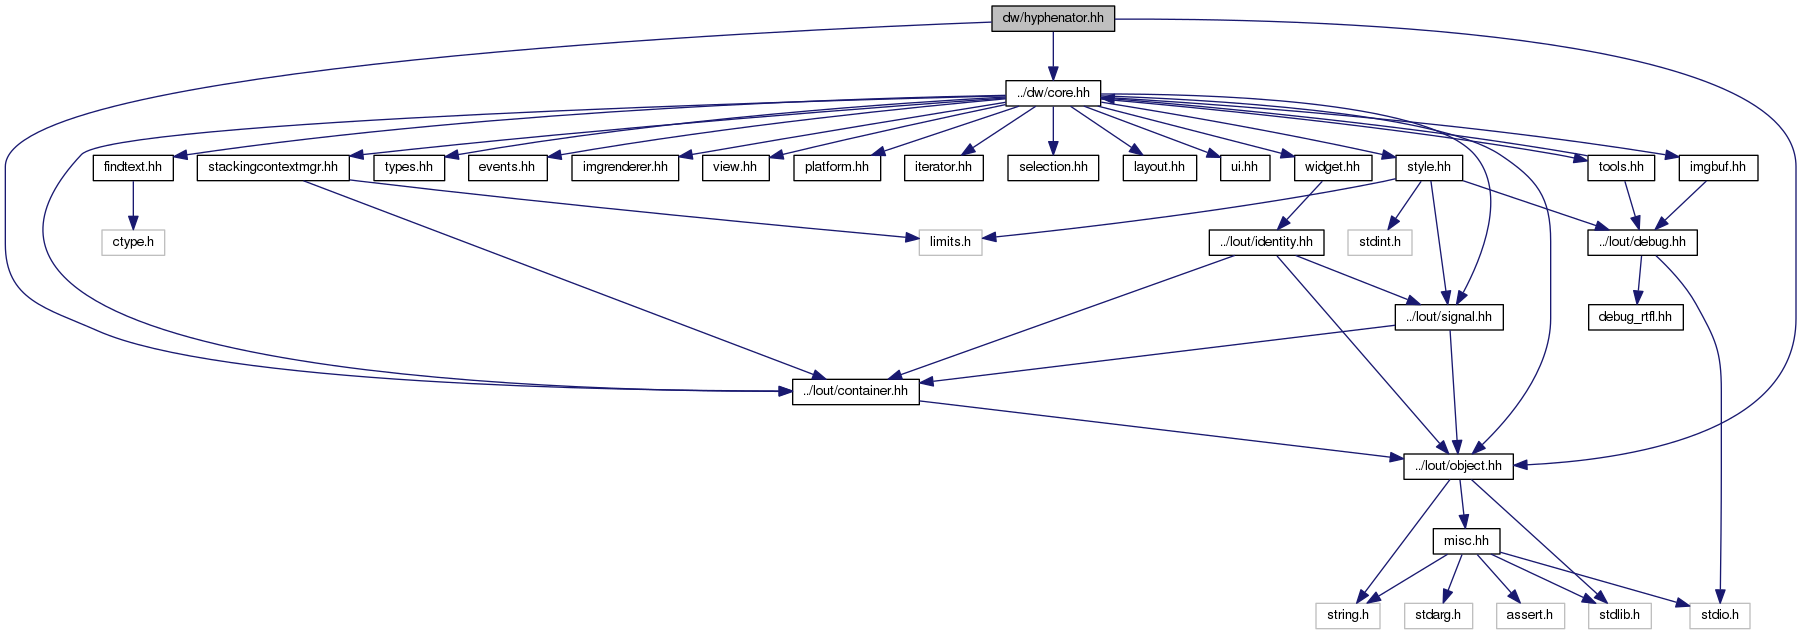 dw/hyphenator.hh
../dw/core.hh
findtext.hh
stackingcontextmgr.hh
types.hh
events.hh
imgrenderer.hh
view.hh
platform.hh
iterator.hh
selection.hh
layout.hh
ui.hh
widget.hh
style.hh
tools.hh
imgbuf.hh
ctype.h
limits.h
../lout/identity.hh
stdint.h
../lout/debug.hh
../lout/signal.hh
debug_rtfl.hh
../lout/container.hh
../lout/object.hh
misc.hh
string.h
stdarg.h
assert.h
stdlib.h
stdio.h